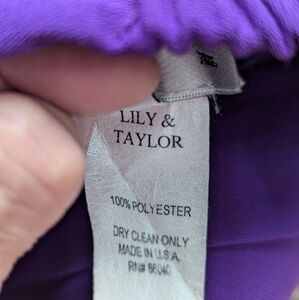 LILY &
TAYLOR
100% POLYESTER
DRY CLEAN ONLY
MADE IN U.S.A.
RN# 86040